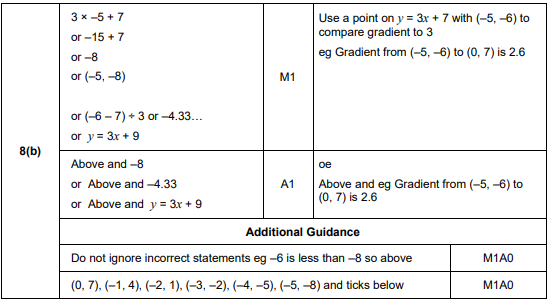 8(b)
3 × –5 + 7
or –15 + 7
or –8
or (–5, –8)
or (–6 – 7) ÷ 3 or –4.33…
or y = 3x + 9
M1
Use a point on y = 3x + 7 with (–5, –6) to
compare gradient to 3
eg Gradient from (–5, –6) to (0, 7) is 2.6
Above and –8
or Above and –4.33
or Above and y = 3x + 9
A1
oe
Above and eg Gradient from (–5, –6) to
(0, 7) is 2.6
Additional Guidance
Do not ignore incorrect statements eg –6 is less than –8 so above
M1A0
(0, 7), (–1, 4), (–2, 1), (–3, –2), (–4, –5), (–5, –8) and ticks below
M1A0